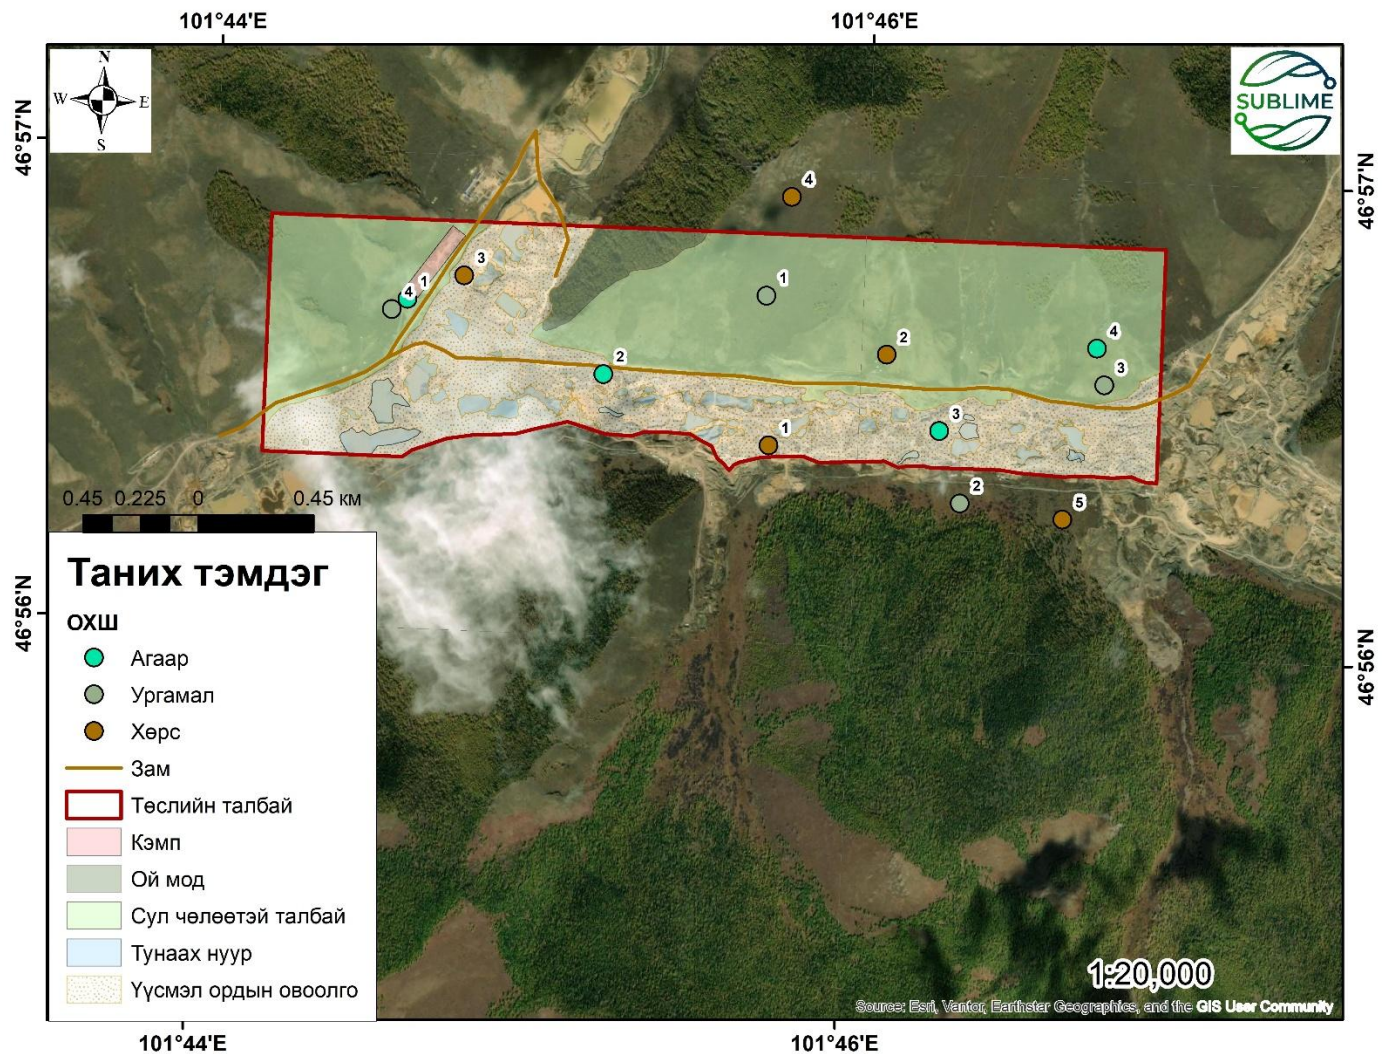 101°44'E
101°46'E
N
W
E
S
SUBLIME
46°57'N
46°57'N
4
3
1
4
1
2
4
2
3
3
1
2
5
0.45 0.225 0 0.45 км
46°56'N
46°56'N
Таних тэмдэг
ОХШ
Агаар
Ургамал
Хөрс
Зам
Төслийн талбай
Кэмп
Ой мод
Сул чөлөөтэй талбай
Тунаах нуур
Үүсмэл ордын овоолго
1:20,000
Source: Esri, Vantor, Earthstar Geographics, and the GIS User Community
101°44'E
101°46'E